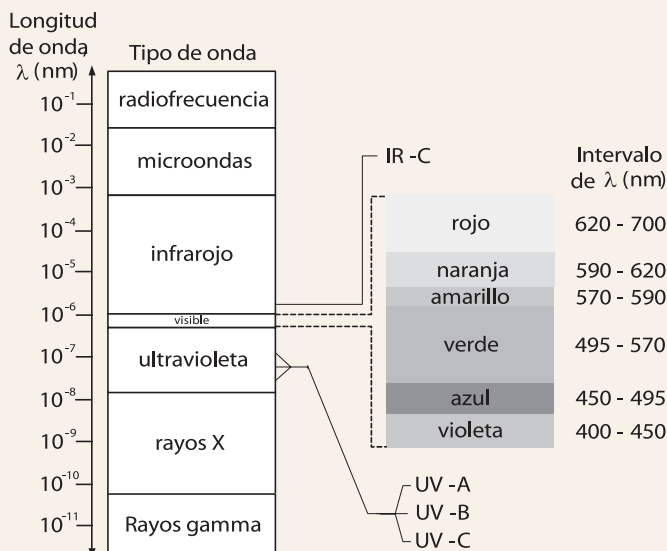 Longitud
de onda,
λ (nm)
Tipo de onda
10⁻¹
10⁻²
10⁻³
10⁻⁴
10⁻⁵
10⁻⁶
10⁻⁷
10⁻⁸
10⁻⁹
10⁻¹⁰
10⁻¹¹
radiofrecuencia
microondas
infrarojo
visible
ultravioleta
rayos X
Rayos gamma
IR -C
UV -A
UV -B
UV -C
Intervalo
de λ (nm)
rojo 620 - 700
naranja 590 - 620
amarillo 570 - 590
verde 495 - 570
azul 450 - 495
violeta 400 - 450